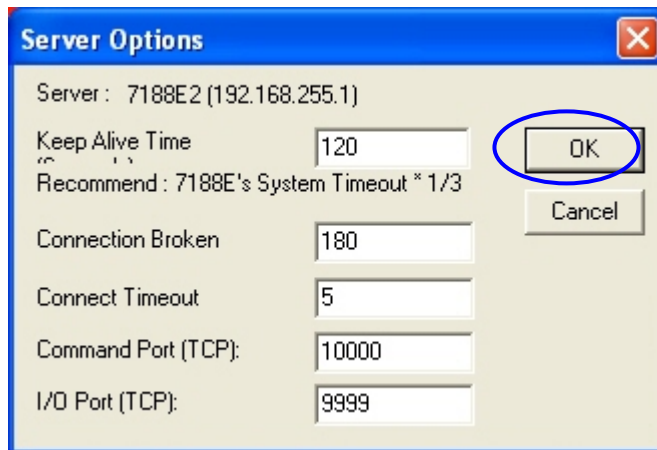 Server Options
Server : 7188E2 (192.168.255.1)
Keep Alive Time 120
Recommend : 7188E's System Timeout * 1/3
OK
Cancel
Connection Broken 180
Connect Timeout 5
Command Port (TCP): 10000
I/O Port (TCP): 9999